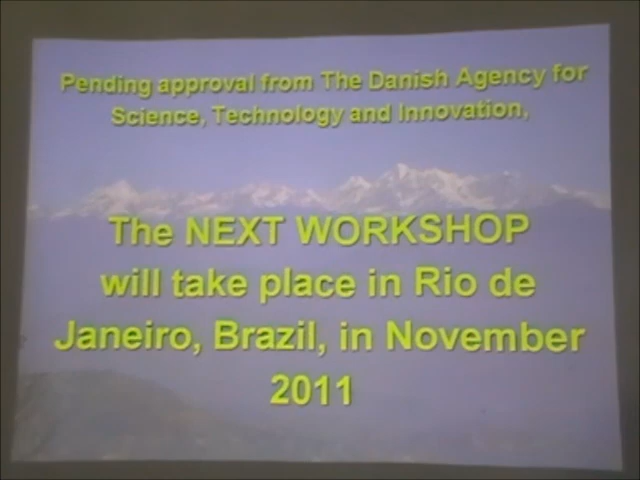 Pending approval from The Danish Agency for
Science, Technology and Innovation,
The NEXT WORKSHOP
will take place in Rio de
Janeiro, Brazil, in November
2011